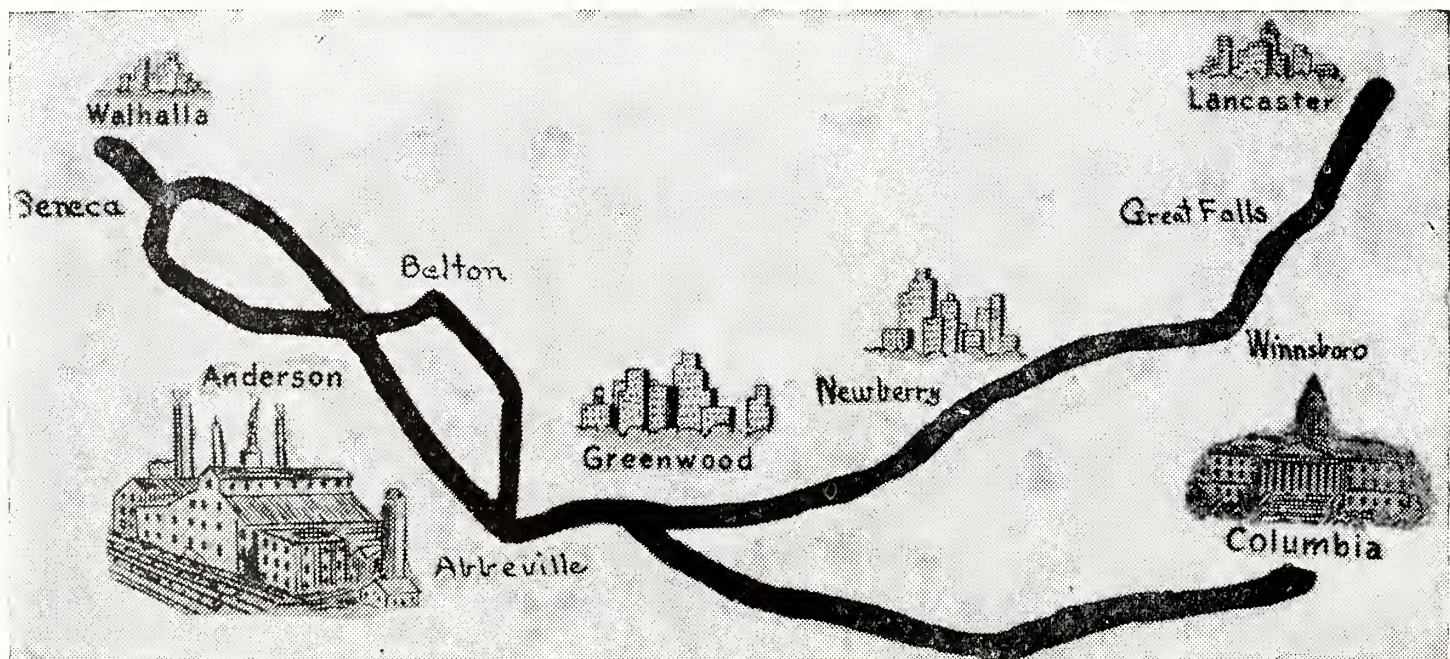 Walhalla
Lancaster
Seneca
Great Falls
Belton
Winnsboro
Anderson
Newberry
Greenwood
Columbia
Abbeville